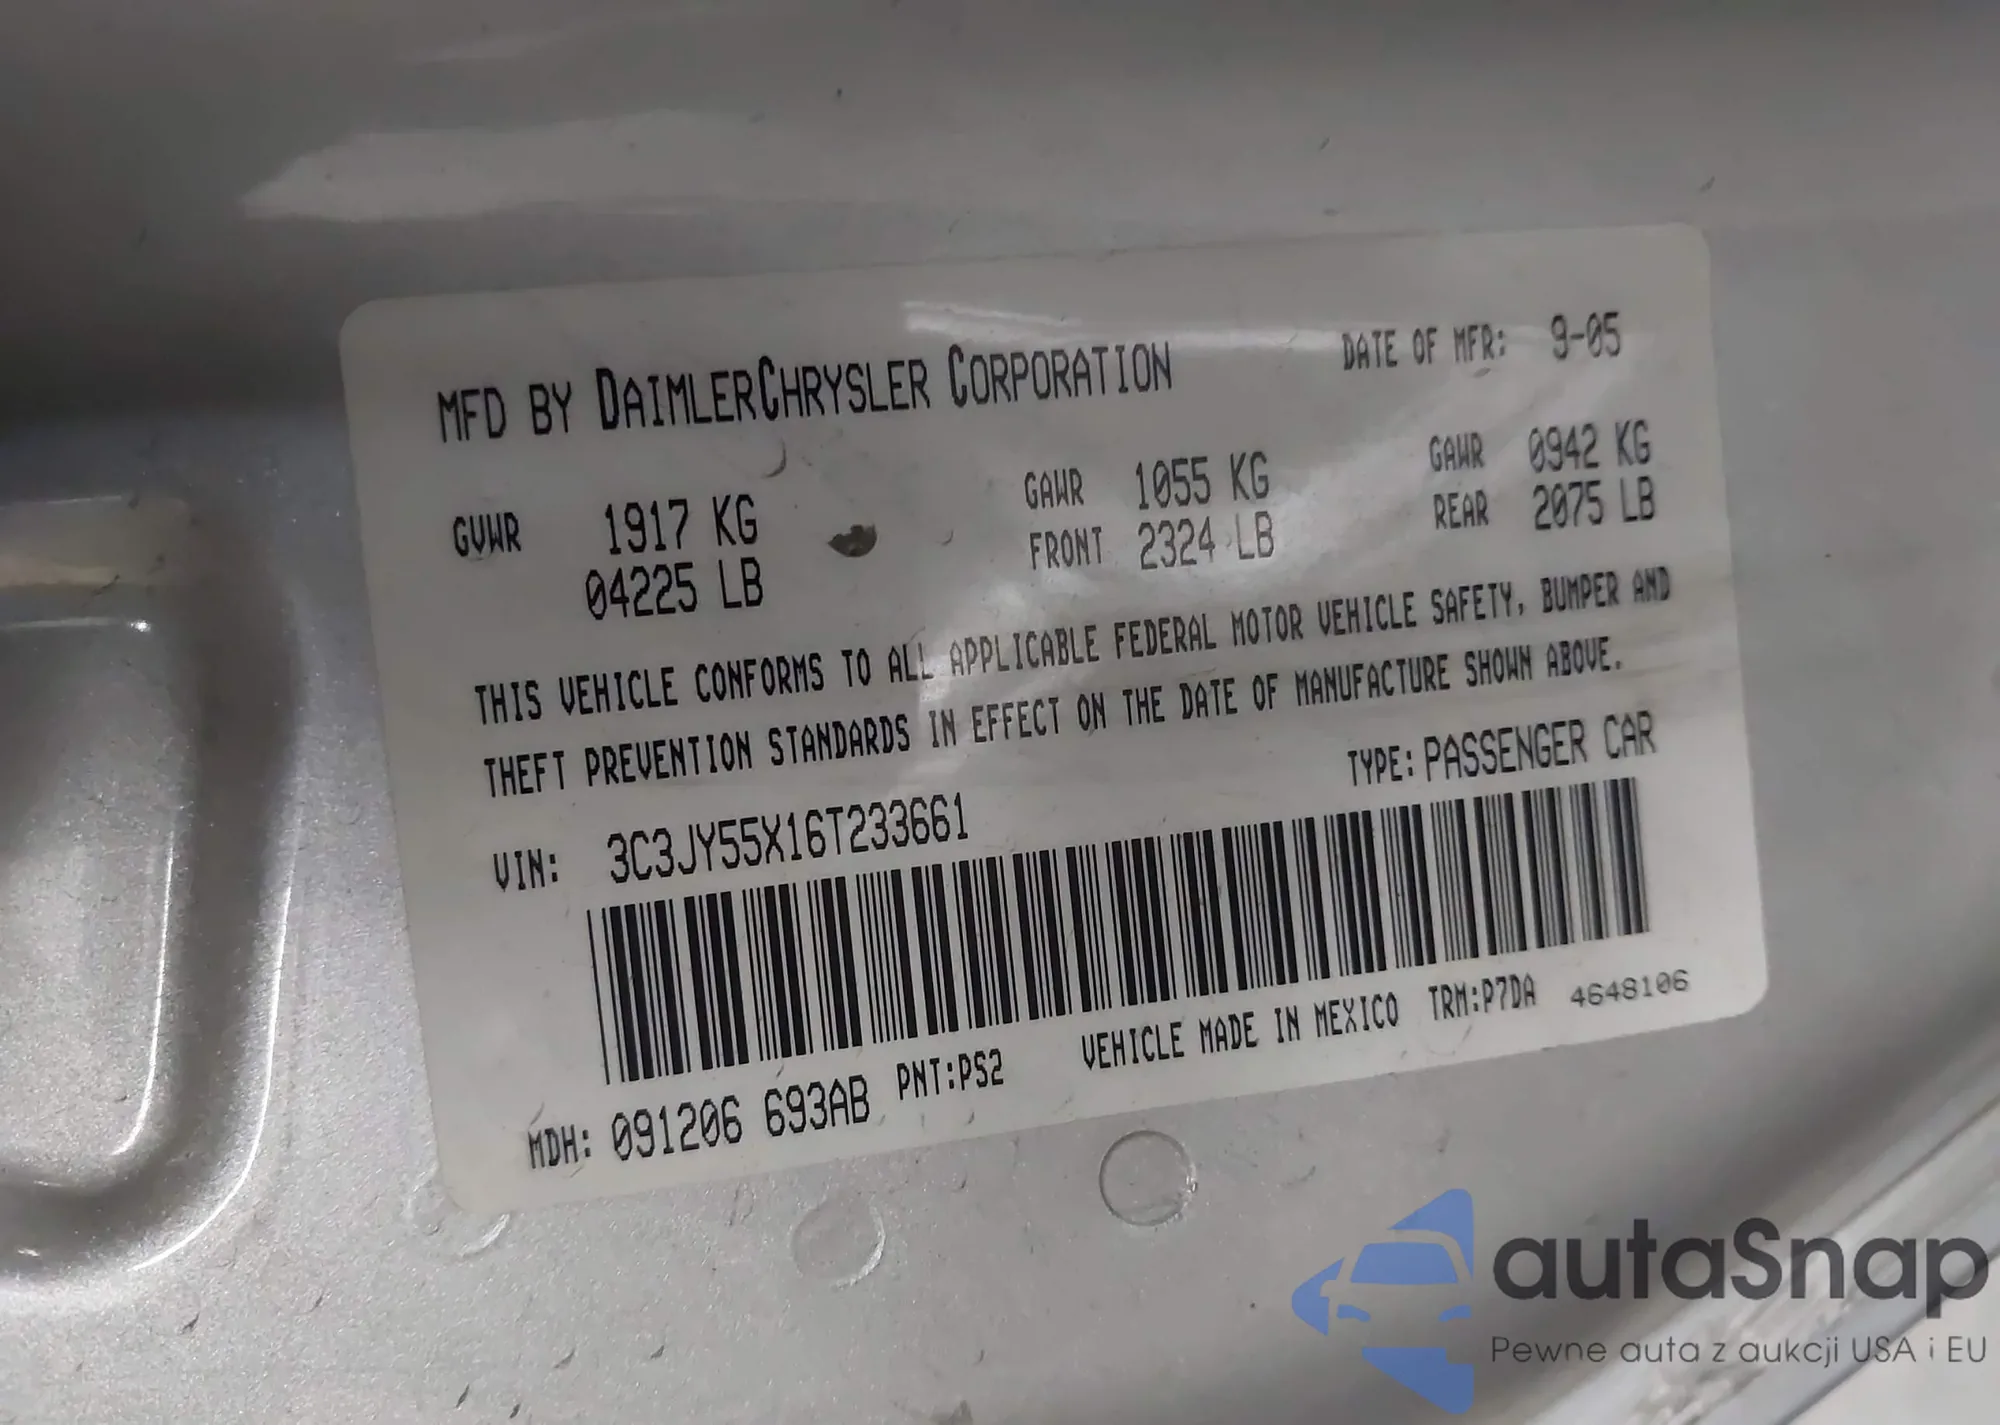 MFD BY DAIMLERCHRYSLER CORPORATION DATE OF MFR: 9-05
GVWR 1917 KG GAWR 1055 KG GAWR 0942 KG
04225 LB FRONT 2324 LB REAR 2075 LB
THIS VEHICLE CONFORMS TO ALL APPLICABLE FEDERAL MOTOR VEHICLE SAFETY, BUMPER AND
THEFT PREVENTION STANDARDS IN EFFECT ON THE DATE OF MANUFACTURE SHOWN ABOVE.
VIN: 3C3JY55X16T233661 TYPE: PASSENGER CAR
MDH: 091206 693AB PNT:PS2 VEHICLE MADE IN MEXICO TRM:P7DA 4648106
autaSnap
Pewne auta z aukcji USA i EU